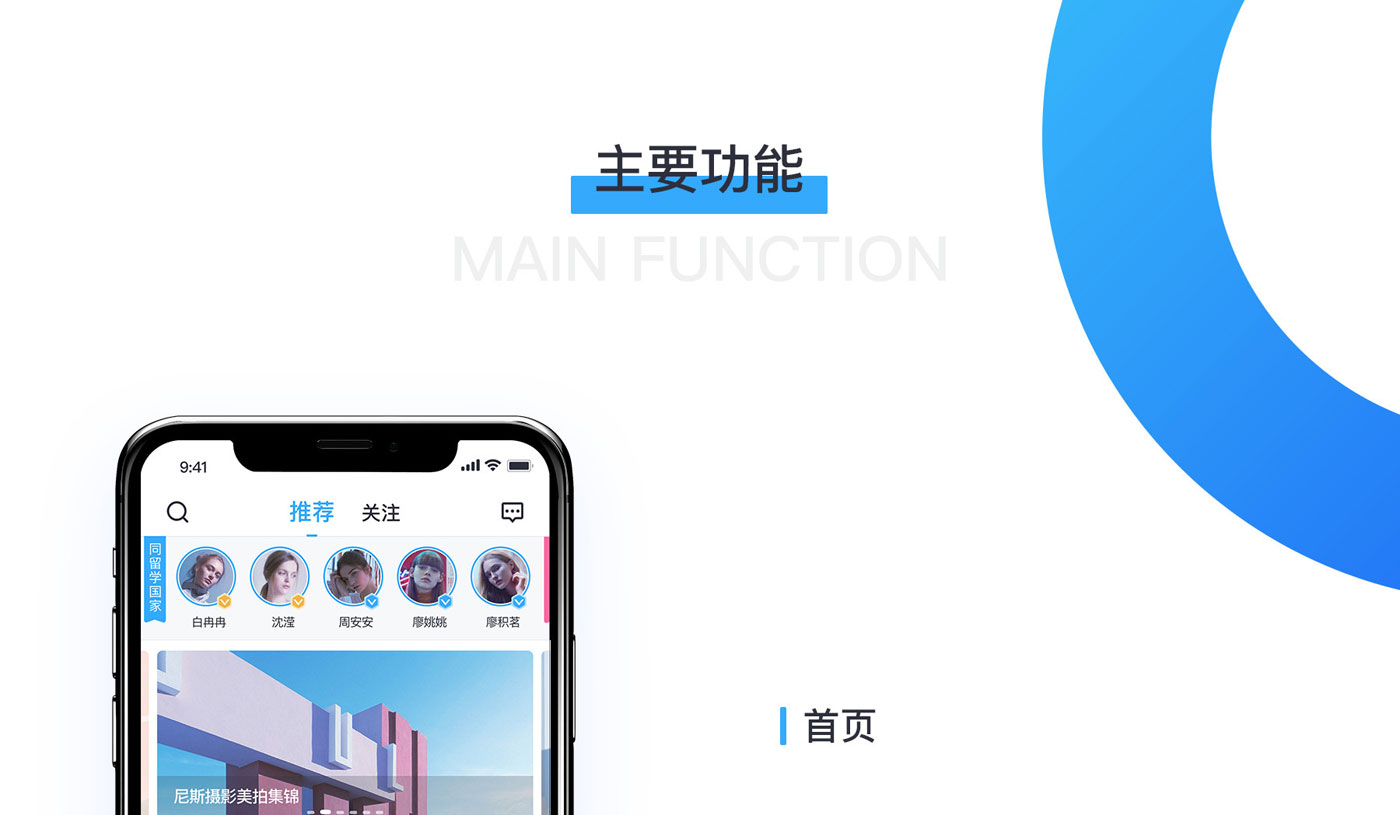 主要功能
MAIN FUNCTION
9:41
推荐 关注
同留学国家
白冉冉 沈滢 周安安 廖姚姚 廖积茗
尼斯摄影美拍集锦
首页